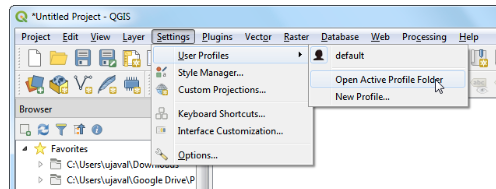 *Untitled Project - QGIS
Project Edit View Layer Settings Plugins Vector Raster Database Web Processing Help
User Profiles
default
Style Manager...
Open Active Profile Folder
Custom Projections...
New Profile...
Keyboard Shortcuts...
Interface Customization...
Options...
Browser
Favorites
C:\Users\ujaval\Downloads
C:\Users\ujaval\Google Drive\P